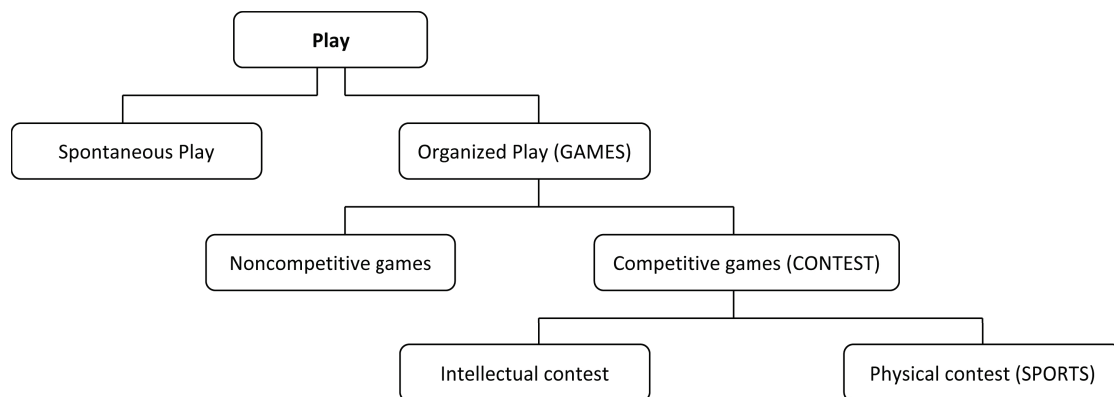 Play
Spontaneous Play
Organized Play (GAMES)
Noncompetitive games
Competitive games (CONTEST)
Intellectual contest
Physical contest (SPORTS)